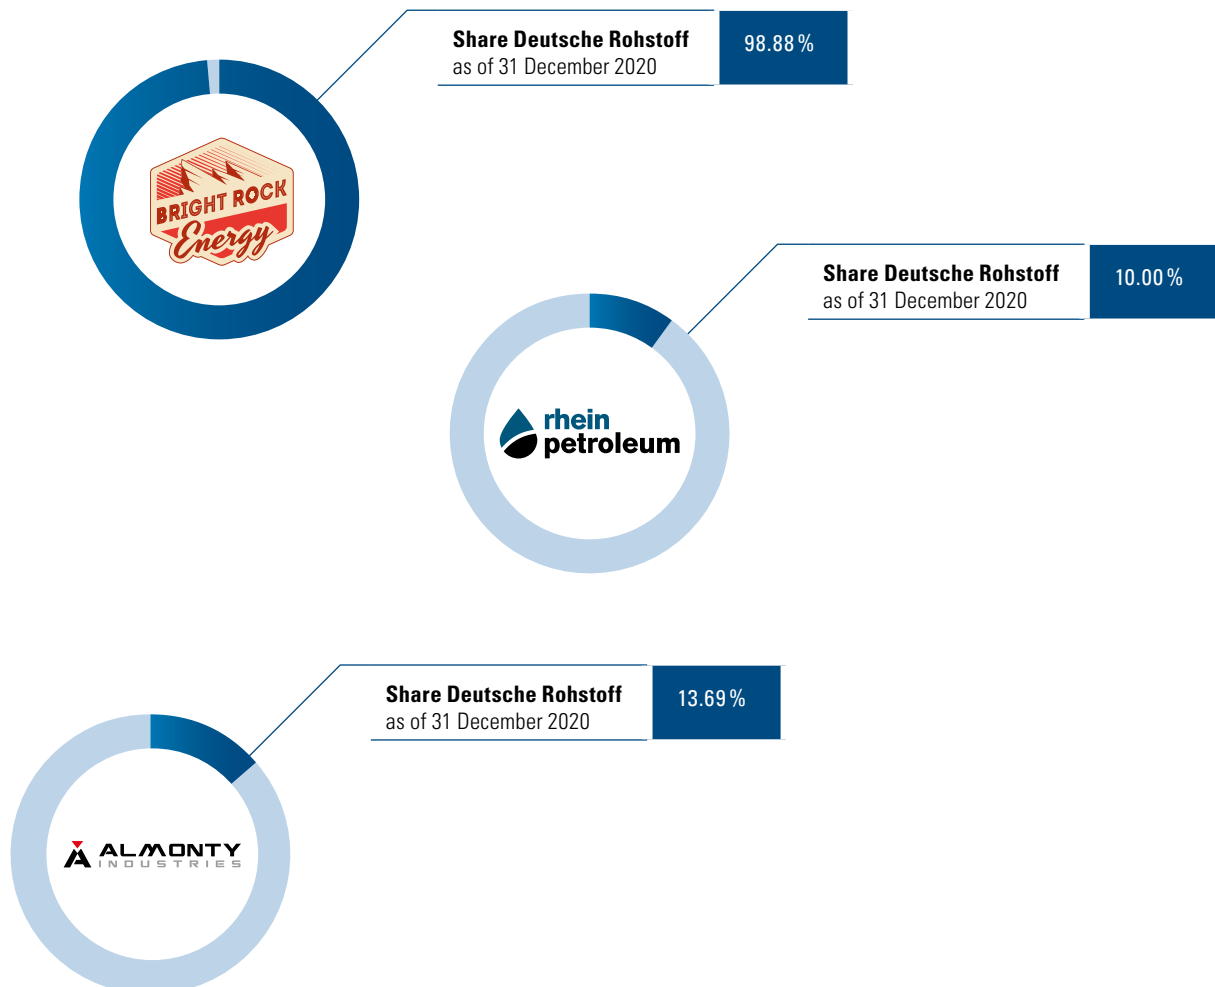 Share Deutsche Rohstoff
as of 31 December 2020
98.88 %
BRIGHT ROCK
Energy
Share Deutsche Rohstoff
as of 31 December 2020
10.00 %
rhein
petroleum
Share Deutsche Rohstoff
as of 31 December 2020
13.69 %
ALMONTY
INDUSTRIES